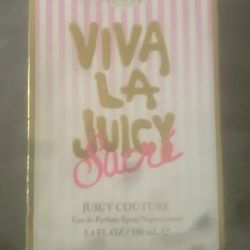 VIVA
LA
JUICY
Sucré
JUICY COUTURE
Eau de Parfum Spray/Vaporisateur
3.4 FL OZ / 100 mL ℮